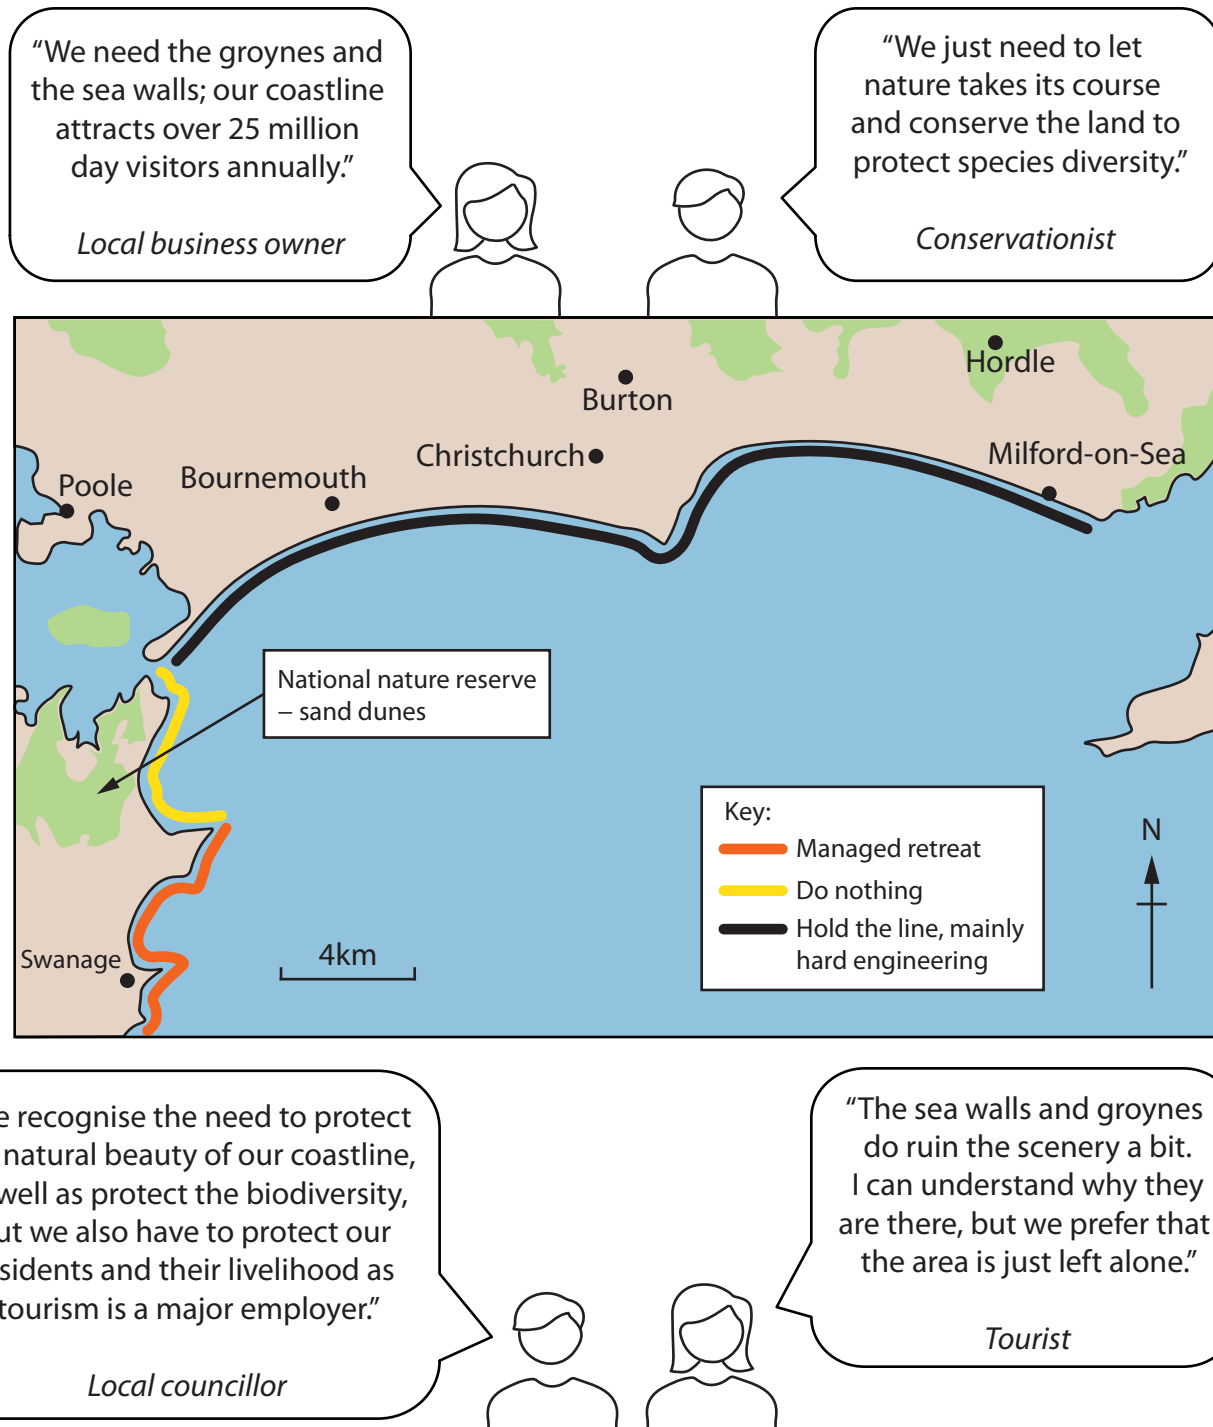 “We need the groynes and
the sea walls; our coastline
attracts over 25 million
day visitors annually.”
Local business owner
“We just need to let
nature takes its course
and conserve the land to
protect species diversity.”
Conservationist
Hordle
Burton
Christchurch
Milford-on-Sea
Bournemouth
Poole
National nature reserve
– sand dunes
Key:
Managed retreat
Do nothing
Hold the line, mainly
hard engineering
N
Swanage
4km
recognise the need to protect
natural beauty of our coastline,
well as protect the biodiversity,
we also have to protect our
and their livelihood as
tourism is a major employer.”
Local councillor
“The sea walls and groynes
do ruin the scenery a bit.
I can understand why they
are there, but we prefer that
the area is just left alone.”
Tourist